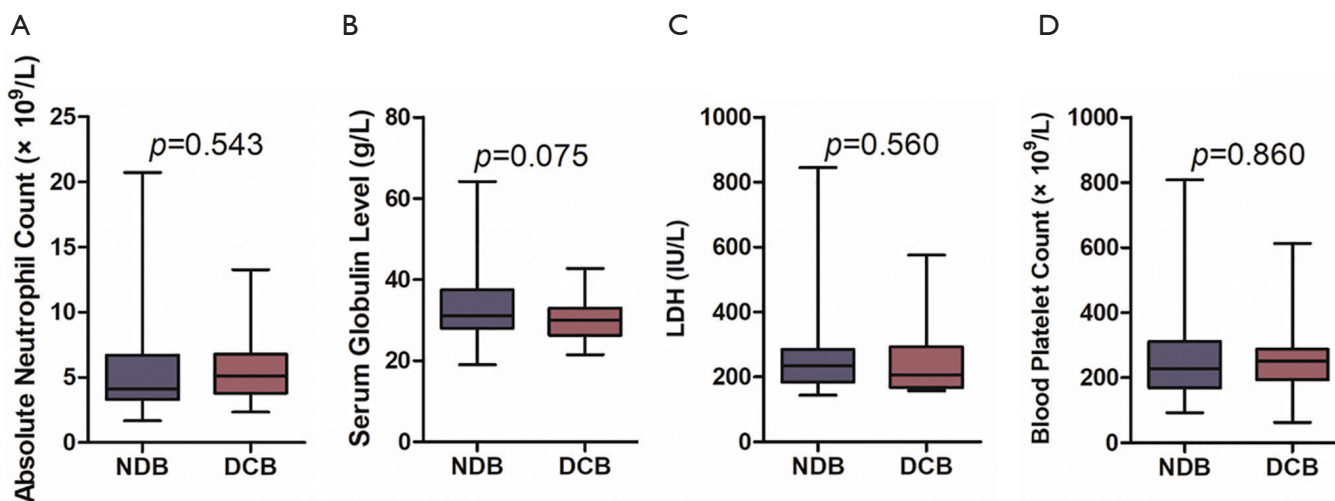 A
Absolute Neutrophil Count (× 10⁹/L)
25
20
15
10
5
0
p=0.543
NDB
DCB
B
Serum Globulin Level (g/L)
80
60
40
20
0
p=0.075
NDB
DCB
C
LDH (IU/L)
1000
800
600
400
200
0
p=0.560
NDB
DCB
D
Blood Platelet Count (× 10⁹/L)
1000
800
600
400
200
0
p=0.860
NDB
DCB